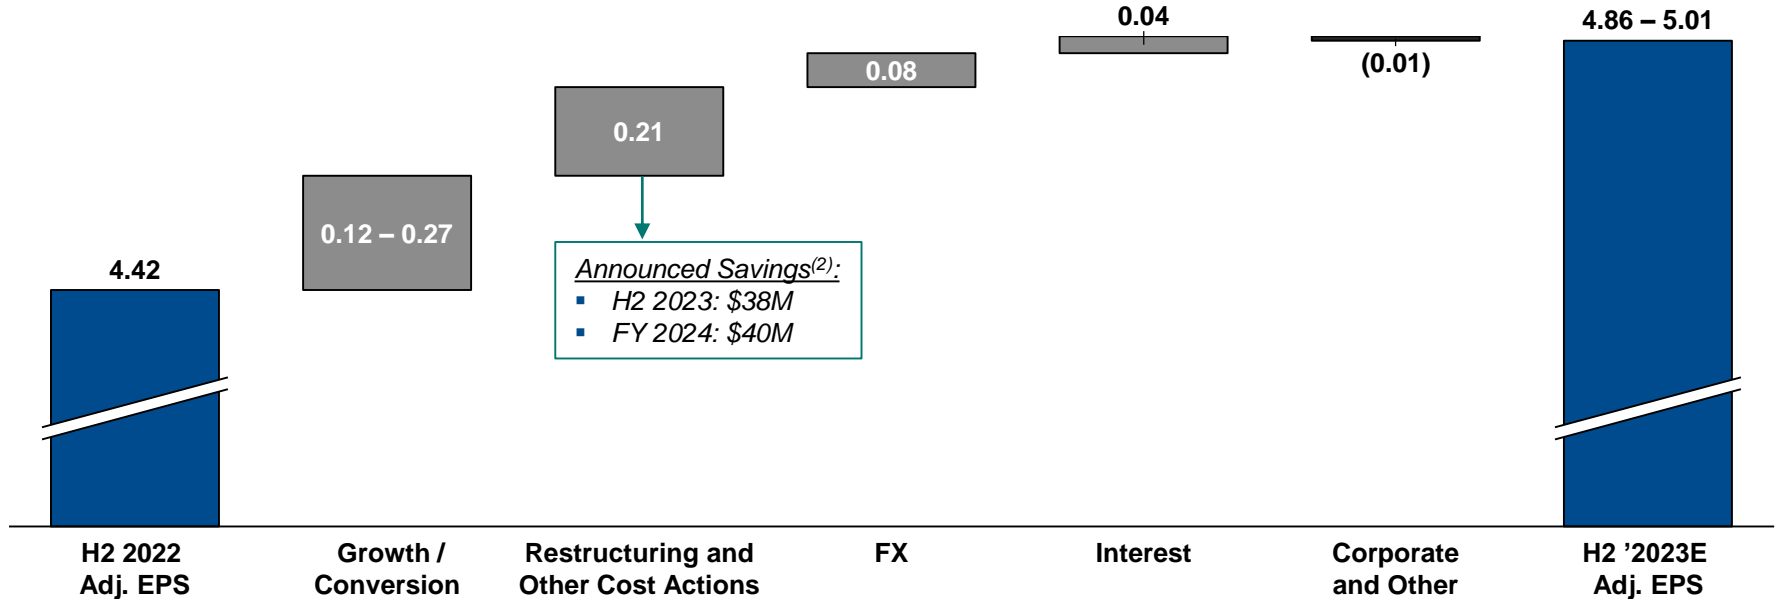 0.04
4.86 – 5.01
0.08
(0.01)
0.21
0.12 – 0.27
4.42
Announced Savings(2):
▪ H2 2023: $38M
▪ FY 2024: $40M
H2 2022
Adj. EPS
Growth /
Conversion
Restructuring and
Other Cost Actions
FX
Interest
Corporate
and Other
H2 ’2023E
Adj. EPS